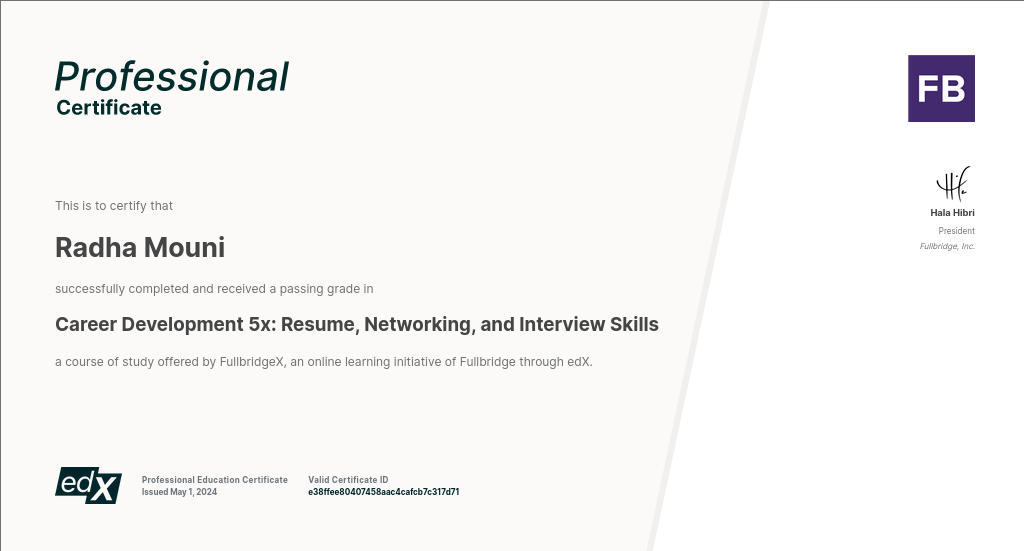 Professional
Certificate
FB
Hala Hibri
President
Fullbridge, Inc.
This is to certify that
Radha Mouni
successfully completed and received a passing grade in
Career Development 5x: Resume, Networking, and Interview Skills
a course of study offered by FullbridgeX, an online learning initiative of Fullbridge through edX.
edX
Professional Education Certificate
Issued May 1, 2024
Valid Certificate ID
e38ffee80407458aac4cafcb7c317d71